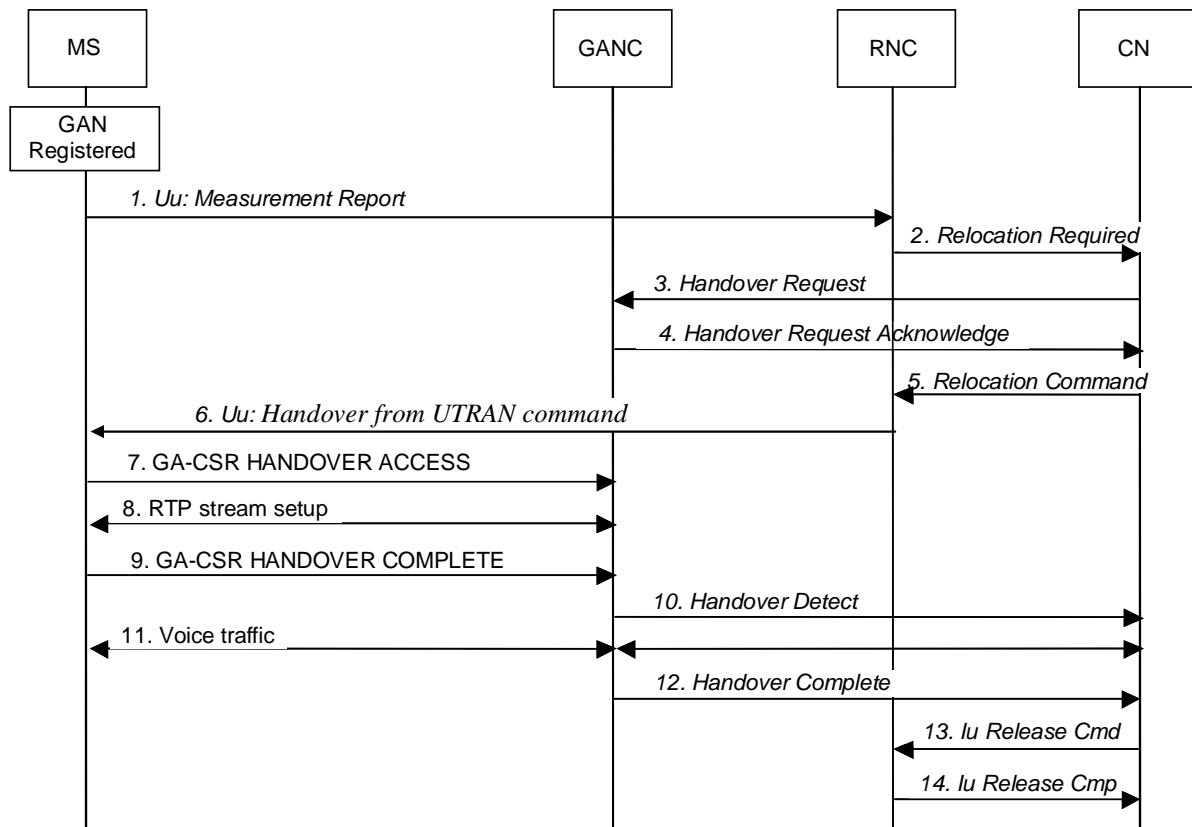 MS
GANC
RNC
CN
GAN
Registered
1. Uu: Measurement Report
2. Relocation Required
3. Handover Request
4. Handover Request Acknowledge
5. Relocation Command
6. Uu: Handover from UTRAN command
7. GA-CSR HANDOVER ACCESS
8. RTP stream setup
9. GA-CSR HANDOVER COMPLETE
10. Handover Detect
11. Voice traffic
12. Handover Complete
13. Iu Release Cmd
14. Iu Release Cmp